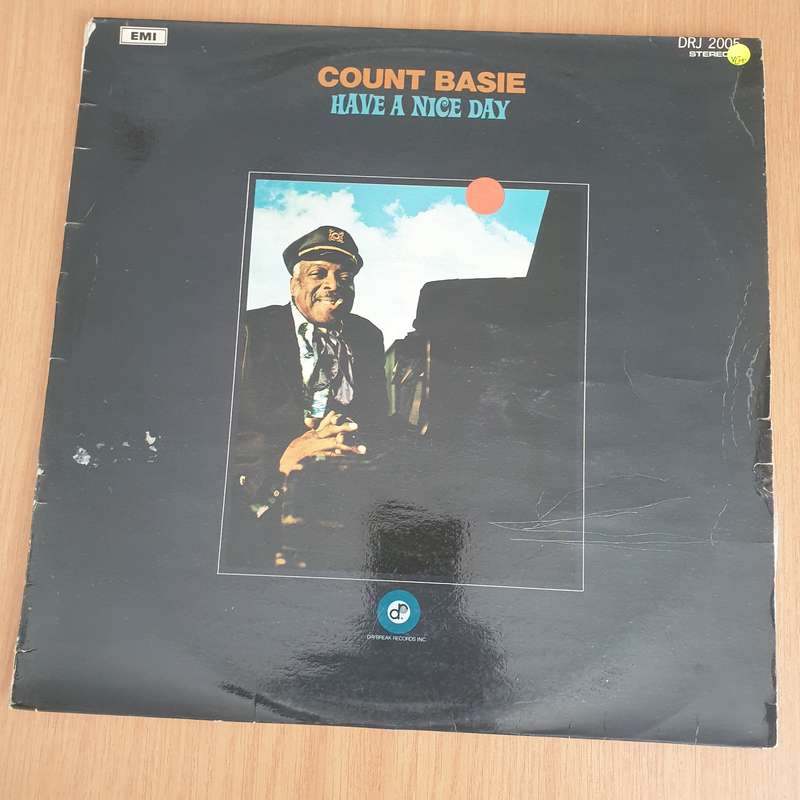 EMI
DRJ 2005
STEREO
COUNT BASIE
HAVE A NICE DAY
DAYBREAK RECORDS INC